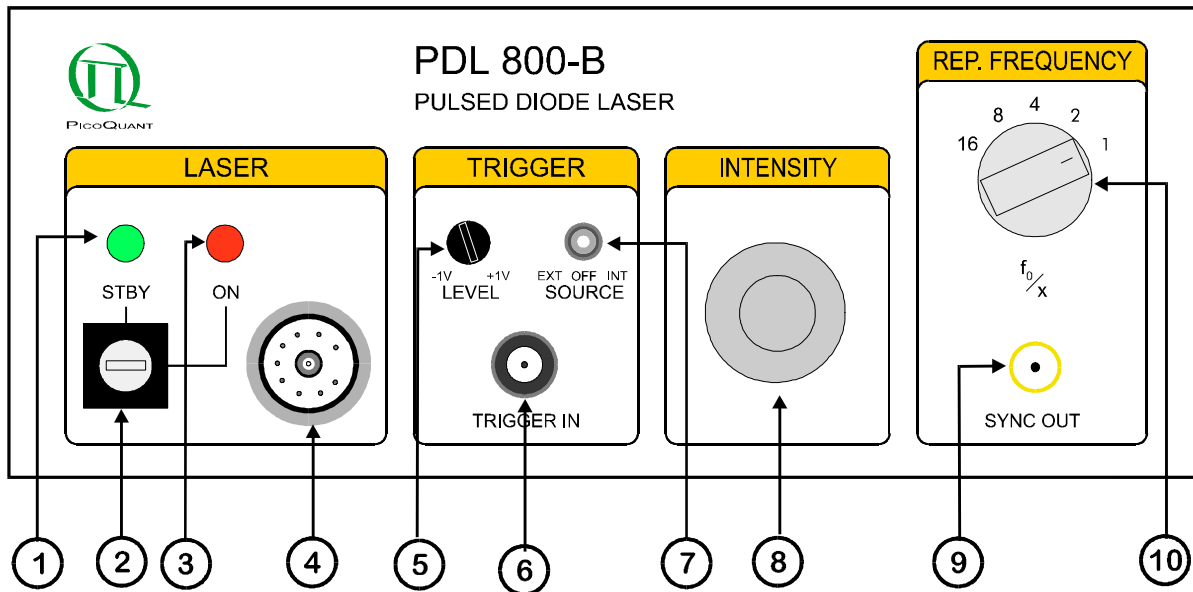 PICOQUANT
PDL 800-B
PULSED DIODE LASER
LASER
STBY
ON
TRIGGER
-1V +1V
LEVEL
EXT OFF INT
SOURCE
TRIGGER IN
INTENSITY
REP. FREQUENCY
16 8 4 2 1
f0/x
SYNC OUT
1 2 3 4 5 6 7 8 9 10